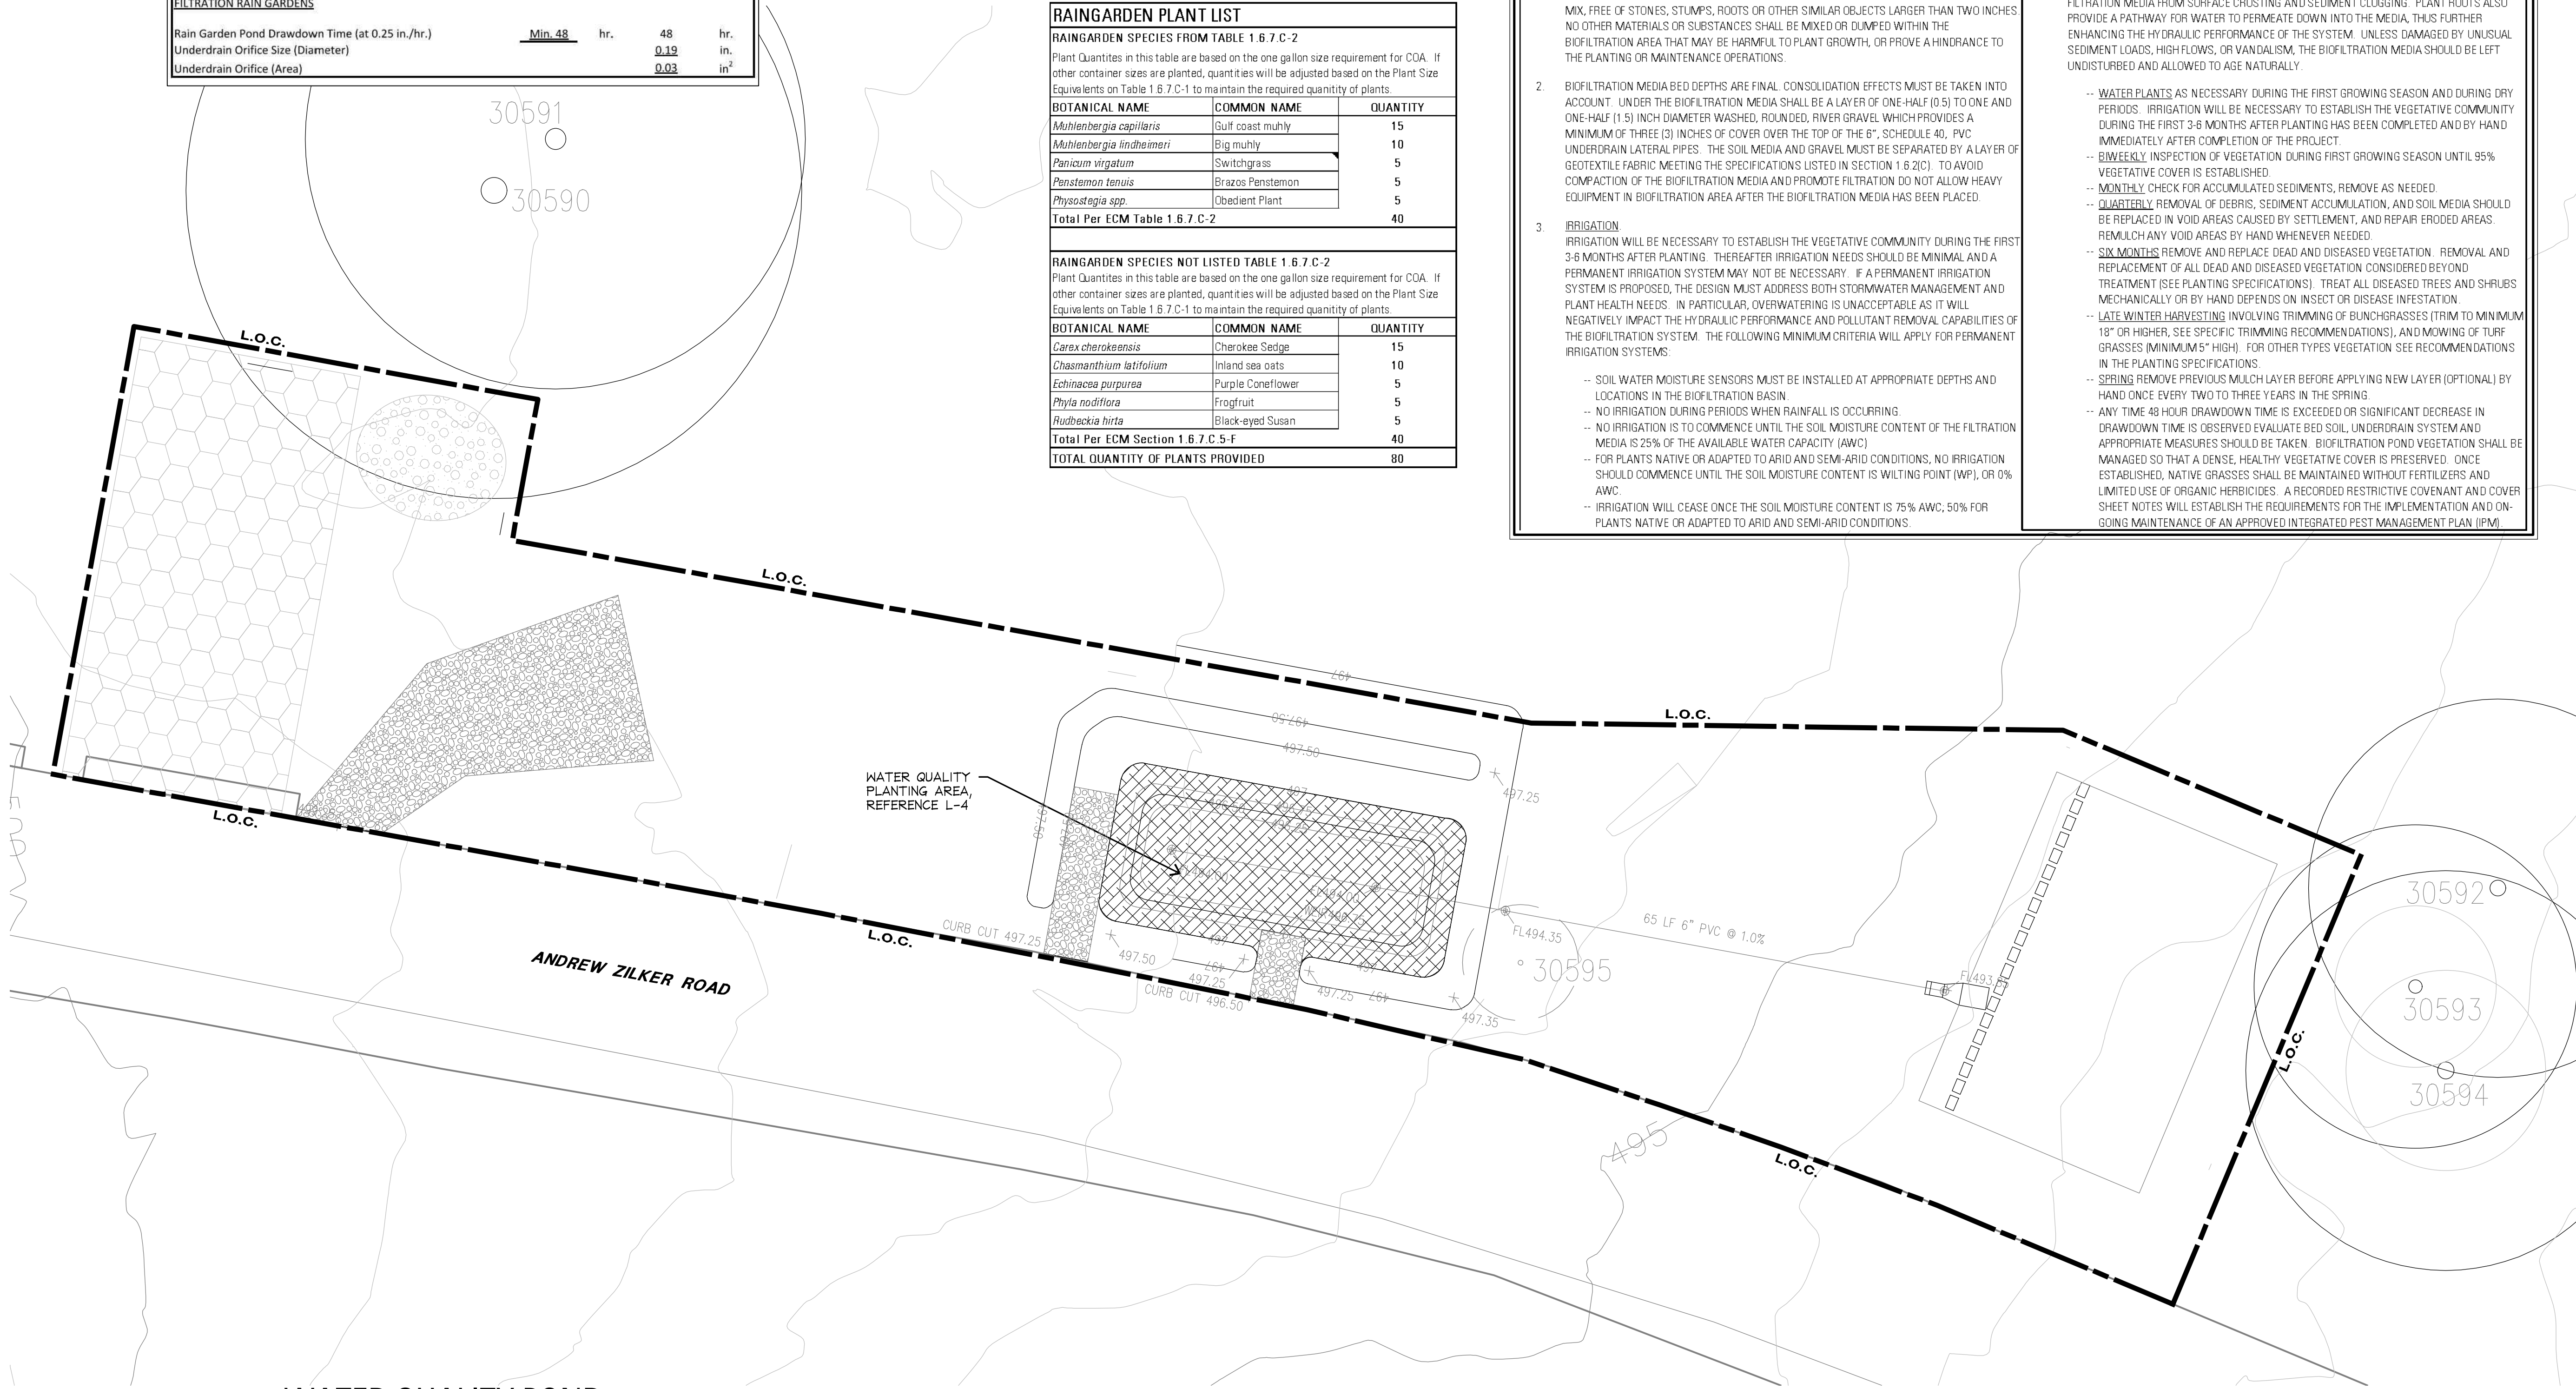 FILTRATION RAIN GARDENS
Rain Garden Pond Drawdown Time (at 0.25 in./hr.) Min. 48 hr. 48 hr.
Underdrain Orifice Size (Diameter) 0.19 in.
Underdrain Orifice (Area) 0.03 in²
RAINGARDEN PLANT LIST
RAINGARDEN SPECIES FROM TABLE 1.6.7.C-2
Plant Quantites in this table are based on the one gallon size requirement for COA. If
other container sizes are planted, quantities will be adjusted based on the Plant Size
Equivalents on Table 1.6.7.C-1 to maintain the required quanitity of plants.
BOTANICAL NAME COMMON NAME QUANTITY
Muhlenbergia capillaris Gulf coast muhly 15
Muhlenbergia lindheimeri Big muhly 10
Panicum virgatum Switchgrass 5
Penstemon tenuis Brazos Penstemon 5
Physostegia spp. Obedient Plant 5
Total Per ECM Table 1.6.7.C-2 40
RAINGARDEN SPECIES NOT LISTED TABLE 1.6.7.C-2
Plant Quantites in this table are based on the one gallon size requirement for COA. If
other container sizes are planted, quantities will be adjusted based on the Plant Size
Equivalents on Table 1.6.7.C-1 to maintain the required quanitity of plants.
BOTANICAL NAME COMMON NAME QUANTITY
Carex cherokeensis Cherokee Sedge 15
Chasmanthium latifolium Inland sea oats 10
Echinacea purpurea Purple Coneflower 5
Phyla nodiflora Frogfruit 5
Rudbeckia hirta Black-eyed Susan 5
Total Per ECM Section 1.6.7.C.5-F 40
TOTAL QUANTITY OF PLANTS PROVIDED 80
MIX, FREE OF STONES, STUMPS, ROOTS OR OTHER SIMILAR OBJECTS LARGER THAN TWO INCHES.
NO OTHER MATERIALS OR SUBSTANCES SHALL BE MIXED OR DUMPED WITHIN THE
BIOFILTRATION AREA THAT MAY BE HARMFUL TO PLANT GROWTH, OR PROVE A HINDRANCE TO
THE PLANTING OR MAINTENANCE OPERATIONS.
2. BIOFILTRATION MEDIA BED DEPTHS ARE FINAL. CONSOLIDATION EFFECTS MUST BE TAKEN INTO
ACCOUNT. UNDER THE BIOFILTRATION MEDIA SHALL BE A LAYER OF ONE-HALF (0.5) TO ONE AND
ONE-HALF (1.5) INCH DIAMETER WASHED, ROUNDED, RIVER GRAVEL WHICH PROVIDES A
MINIMUM OF THREE (3) INCHES OF COVER OVER THE TOP OF THE 6", SCHEDULE 40, PVC
UNDERDRAIN LATERAL PIPES. THE SOIL MEDIA AND GRAVEL MUST BE SEPARATED BY A LAYER OF
GEOTEXTILE FABRIC MEETING THE SPECIFICATIONS LISTED IN SECTION 1.6.2(C). TO AVOID
COMPACTION OF THE BIOFILTRATION MEDIA AND PROMOTE FILTRATION DO NOT ALLOW HEAVY
EQUIPMENT IN BIOFILTRATION AREA AFTER THE BIOFILTRATION MEDIA HAS BEEN PLACED.
3. IRRIGATION.
IRRIGATION WILL BE NECESSARY TO ESTABLISH THE VEGETATIVE COMMUNITY DURING THE FIRST
3-6 MONTHS AFTER PLANTING. THEREAFTER IRRIGATION NEEDS SHOULD BE MINIMAL AND A
PERMANENT IRRIGATION SYSTEM MAY NOT BE NECESSARY. IF A PERMANENT IRRIGATION
SYSTEM IS PROPOSED, THE DESIGN MUST ADDRESS BOTH STORMWATER MANAGEMENT AND
PLANT HEALTH NEEDS. IN PARTICULAR, OVERWATERING IS UNACCEPTABLE AS IT WILL
NEGATIVELY IMPACT THE HYDRAULIC PERFORMANCE AND POLLUTANT REMOVAL CAPABILITIES OF
THE BIOFILTRATION SYSTEM. THE FOLLOWING MINIMUM CRITERIA WILL APPLY FOR PERMANENT
IRRIGATION SYSTEMS:
-- SOIL WATER MOISTURE SENSORS MUST BE INSTALLED AT APPROPRIATE DEPTHS AND
LOCATIONS IN THE BIOFILTRATION BASIN.
-- NO IRRIGATION DURING PERIODS WHEN RAINFALL IS OCCURRING.
-- NO IRRIGATION IS TO COMMENCE UNTIL THE SOIL MOISTURE CONTENT OF THE FILTRATION
MEDIA IS 25% OF THE AVAILABLE WATER CAPACITY (AWC)
-- FOR PLANTS NATIVE OR ADAPTED TO ARID AND SEMI-ARID CONDITIONS, NO IRRIGATION
SHOULD COMMENCE UNTIL THE SOIL MOISTURE CONTENT IS WILTING POINT (WP), OR 0%
AWC.
-- IRRIGATION WILL CEASE ONCE THE SOIL MOISTURE CONTENT IS 75% AWC; 50% FOR
PLANTS NATIVE OR ADAPTED TO ARID AND SEMI-ARID CONDITIONS.
FILTRATION MEDIA FROM SURFACE CRUSTING AND SEDIMENT CLOGGING. PLANT ROOTS ALSO
PROVIDE A PATHWAY FOR WATER TO PERMEATE DOWN INTO THE MEDIA, THUS FURTHER
ENHANCING THE HYDRAULIC PERFORMANCE OF THE SYSTEM. UNLESS DAMAGED BY UNUSUAL
SEDIMENT LOADS, HIGH FLOWS, OR VANDALISM, THE BIOFILTRATION MEDIA SHOULD BE LEFT
UNDISTURBED AND ALLOWED TO AGE NATURALLY.
-- WATER PLANTS AS NECESSARY DURING THE FIRST GROWING SEASON AND DURING DRY
PERIODS. IRRIGATION WILL BE NECESSARY TO ESTABLISH THE VEGETATIVE COMMUNITY
DURING THE FIRST 3-6 MONTHS AFTER PLANTING HAS BEEN COMPLETED AND BY HAND
IMMEDIATELY AFTER COMPLETION OF THE PROJECT.
-- BIWEEKLY INSPECTION OF VEGETATION DURING FIRST GROWING SEASON UNTIL 95%
VEGETATIVE COVER IS ESTABLISHED.
-- MONTHLY CHECK FOR ACCUMULATED SEDIMENTS, REMOVE AS NEEDED.
-- QUARTERLY REMOVAL OF DEBRIS, SEDIMENT ACCUMULATION, AND SOIL MEDIA SHOULD
BE REPLACED IN VOID AREAS CAUSED BY SETTLEMENT, AND REPAIR ERODED AREAS.
REMULCH ANY VOID AREAS BY HAND WHENEVER NEEDED.
-- SIX MONTHS REMOVE AND REPLACE DEAD AND DISEASED VEGETATION. REMOVAL AND
REPLACEMENT OF ALL DEAD AND DISEASED VEGETATION CONSIDERED BEYOND
TREATMENT (SEE PLANTING SPECIFICATIONS). TREAT ALL DISEASED TREES AND SHRUBS
MECHANICALLY OR BY HAND DEPENDS ON INSECT OR DISEASE INFESTATION.
-- LATE WINTER HARVESTING INVOLVING TRIMMING OF BUNCHGRASSES (TRIM TO MINIMUM
18" OR HIGHER, SEE SPECIFIC TRIMMING RECOMMENDATIONS), AND MOWING OF TURF
GRASSES (MINIMUM 5" HIGH). FOR OTHER TYPES VEGETATION SEE RECOMMENDATIONS
IN THE PLANTING SPECIFICATIONS.
-- SPRING REMOVE PREVIOUS MULCH LAYER BEFORE APPLYING NEW LAYER (OPTIONAL) BY
HAND ONCE EVERY TWO TO THREE YEARS IN THE SPRING.
-- ANY TIME 48 HOUR DRAWDOWN TIME IS EXCEEDED OR SIGNIFICANT DECREASE IN
DRAWDOWN TIME IS OBSERVED EVALUATE BED SOIL, UNDERDRAIN SYSTEM AND
APPROPRIATE MEASURES SHOULD BE TAKEN. BIOFILTRATION POND VEGETATION SHALL BE
MANAGED SO THAT A DENSE, HEALTHY VEGETATIVE COVER IS PRESERVED. ONCE
ESTABLISHED, NATIVE GRASSES SHALL BE MAINTAINED WITHOUT FERTILIZERS AND
LIMITED USE OF ORGANIC HERBICIDES. A RECORDED RESTRICTIVE COVENANT AND COVER
SHEET NOTES WILL ESTABLISH THE REQUIREMENTS FOR THE IMPLEMENTATION AND ON-
GOING MAINTENANCE OF AN APPROVED INTEGRATED PEST MANAGEMENT PLAN (IPM).
30591
30590
L.O.C.
L.O.C.
497
L.O.C.
497.50
497.50
497.25
WATER QUALITY
PLANTING AREA,
REFERENCE L-4
497
497.50
L.O.C.
30592
FL494.00
CURB CUT 497.25
L.O.C.
497.50
497
497
497.25
CURB CUT 496.50
497.25
497
497
497.35
FL494.35
30595
65 LF 6" PVC @ 1.0%
30593
L.O.C.
30594
ANDREW ZILKER ROAD
495
L.O.C.
WATER QUALITY POND